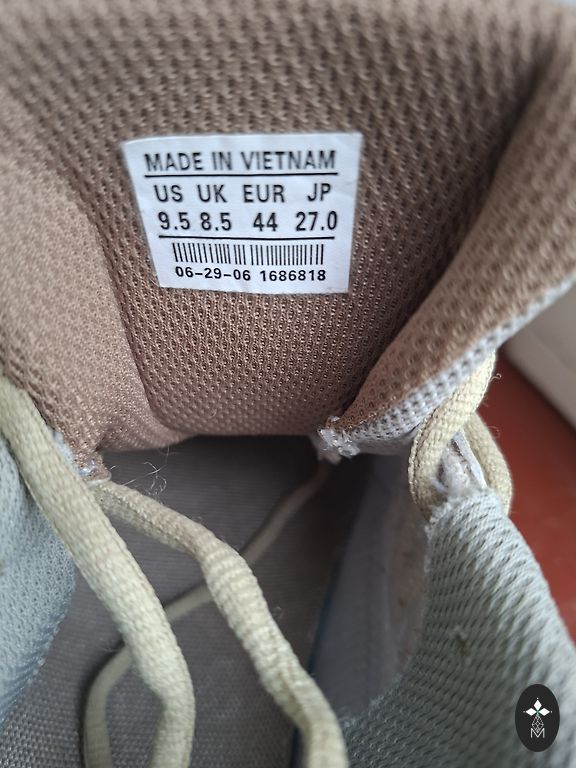 MADE IN VIETNAM
US UK EUR JP
9.5 8.5 44 27.0
06-29-06 1686818
M